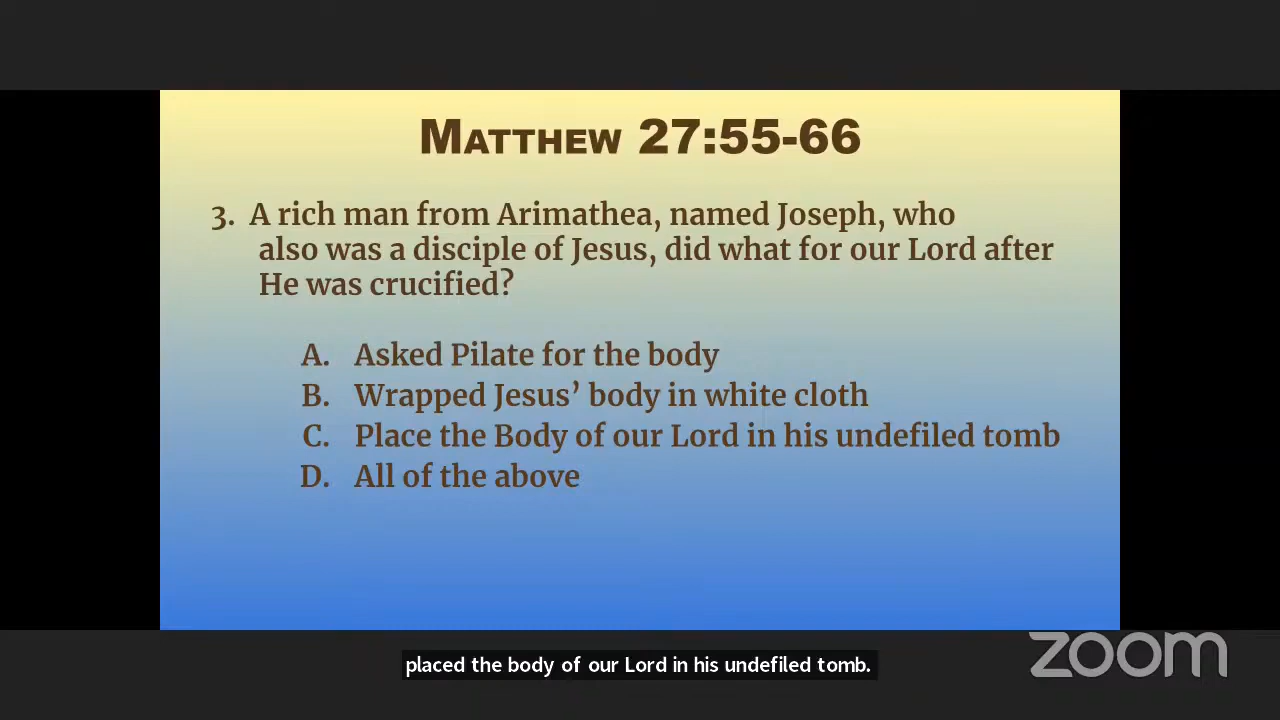 MATTHEW 27:55-66
3. A rich man from Arimathea, named Joseph, who
also was a disciple of Jesus, did what for our Lord after
He was crucified?
A. Asked Pilate for the body
B. Wrapped Jesus’ body in white cloth
C. Place the Body of our Lord in his undefiled tomb
D. All of the above
placed the body of our Lord in his undefiled tomb.
zoom